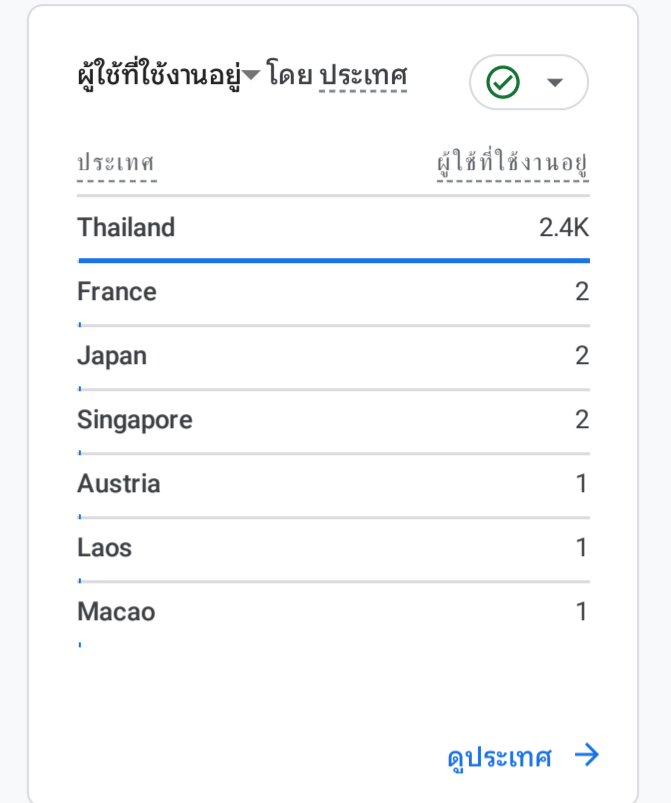 ผู้ใช้ที่ใช้งานอยู่ โดย ประเทศ
ประเทศ ผู้ใช้ที่ใช้งานอยู่
Thailand 2.4K
France 2
Japan 2
Singapore 2
Austria 1
Laos 1
Macao 1
ดูประเทศ